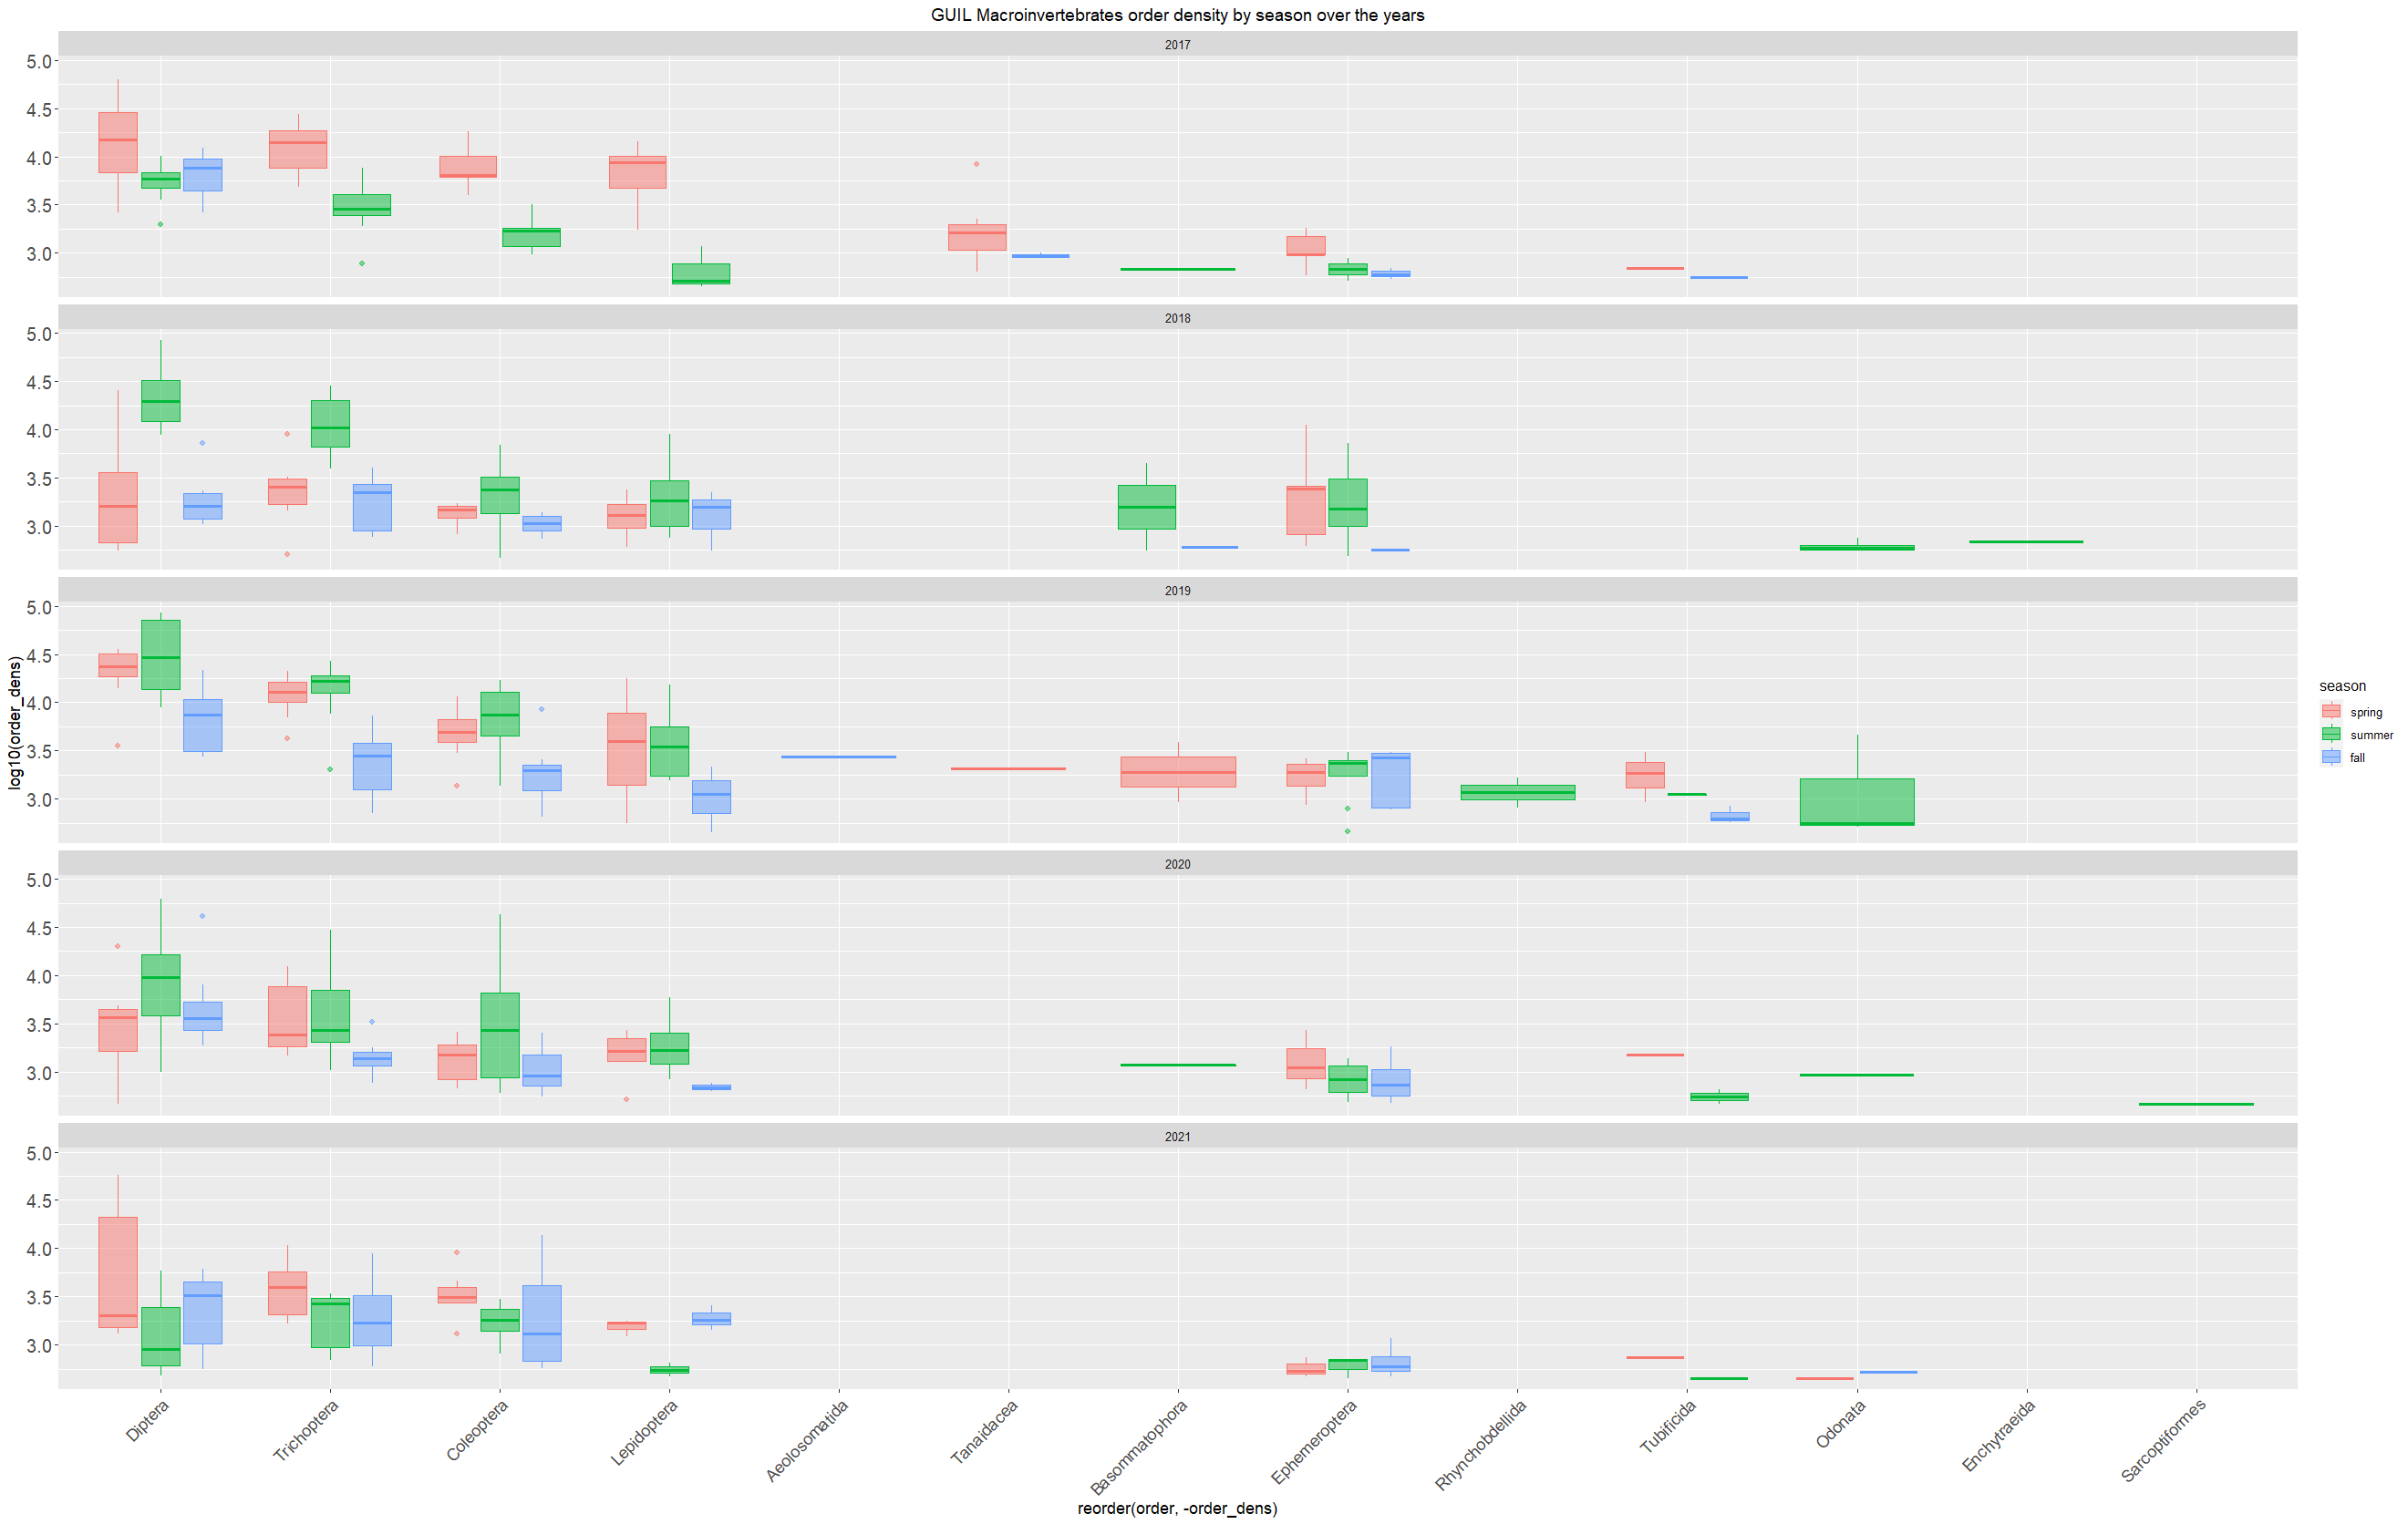 GUIL Macroinvertebrates order density by season over the years
2017
5.0
4.5
4.0
3.5
3.0
2018
5.0
4.5
4.0
3.5
3.0
2019
5.0
4.5
4.0
3.5
3.0
2020
5.0
4.5
4.0
3.5
3.0
2021
5.0
4.5
4.0
3.5
3.0
log10(order_dens)
season
spring
summer
fall
Diptera
Trichoptera
Coleoptera
Lepidoptera
Aeolosomatida
Tanaidacea
Basommatophora
Ephemeroptera
Rhynchobdellida
Tubificida
Odonata
Enchytraeida
Sarcoptiformes
reorder(order, -order_dens)